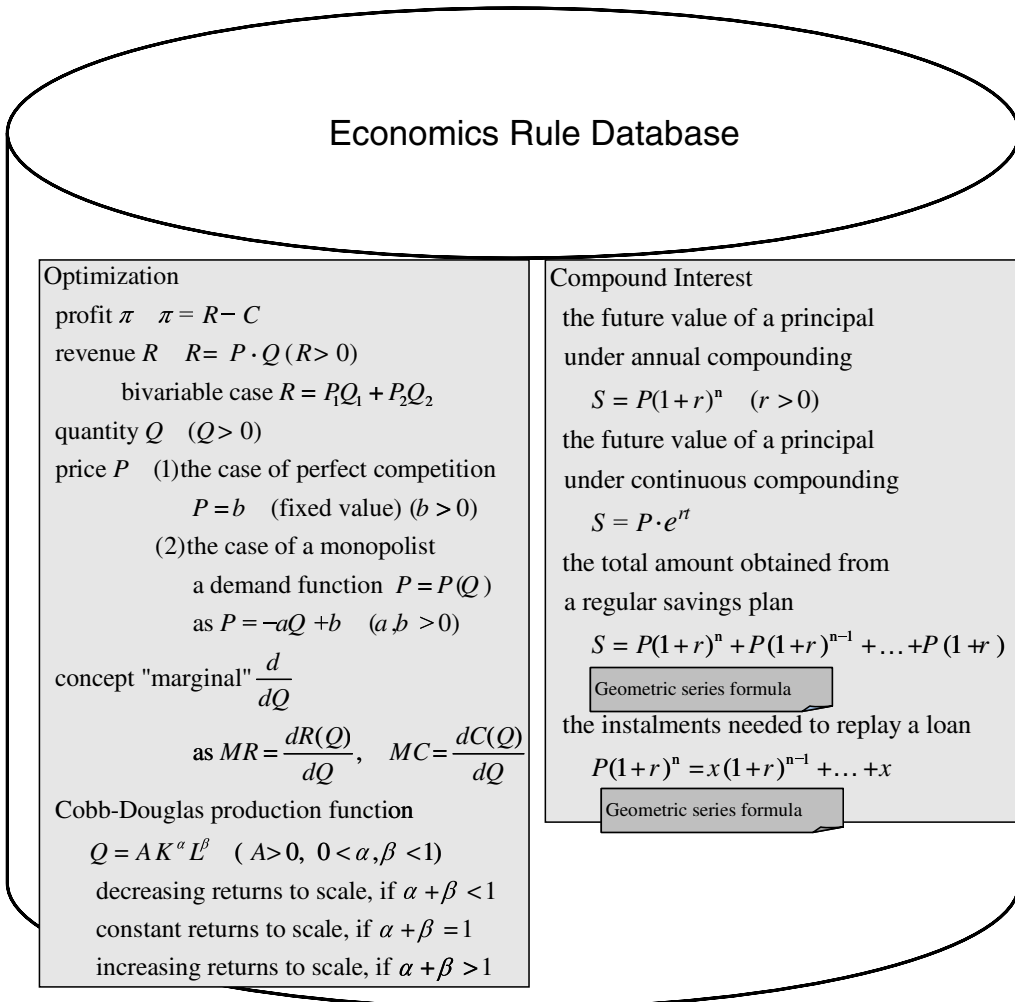 Economics Rule Database
Optimization
profit π π = R − C
revenue R R = P · Q (R > 0)
bivariable case R = P₁Q₁ + P₂Q₂
quantity Q (Q > 0)
price P (1)the case of perfect competition
P = b (fixed value) (b > 0)
(2)the case of a monopolist
a demand function P = P(Q)
as P = −aQ + b (a,b > 0)
concept "marginal" d/dQ
as MR = dR(Q)/dQ, MC = dC(Q)/dQ
Cobb-Douglas production function
Q = A K^α L^β ( A > 0, 0 < α, β < 1)
decreasing returns to scale, if α + β < 1
constant returns to scale, if α + β = 1
increasing returns to scale, if α + β > 1
Compound Interest
the future value of a principal
under annual compounding
S = P(1 + r)^n (r > 0)
the future value of a principal
under continuous compounding
S = P · e^rt
the total amount obtained from
a regular savings plan
S = P(1 + r)^n + P(1 + r)^n−1 + ... + P (1 + r )
Geometric series formula
the instalments needed to replay a loan
P(1 + r)^n = x(1 + r)^n−1 + ... + x
Geometric series formula